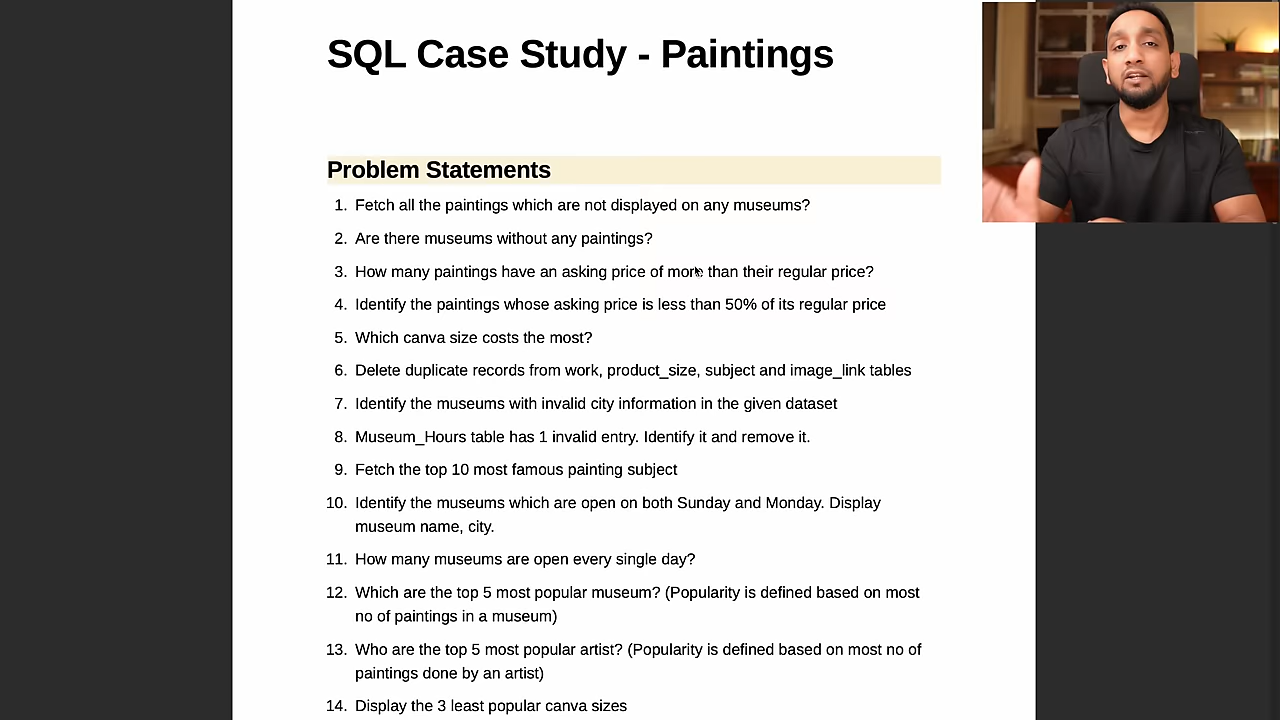 SQL Case Study - Paintings
Problem Statements
1. Fetch all the paintings which are not displayed on any museums?
2. Are there museums without any paintings?
3. How many paintings have an asking price of more than their regular price?
4. Identify the paintings whose asking price is less than 50% of its regular price
5. Which canva size costs the most?
6. Delete duplicate records from work, product_size, subject and image_link tables
7. Identify the museums with invalid city information in the given dataset
8. Museum_Hours table has 1 invalid entry. Identify it and remove it.
9. Fetch the top 10 most famous painting subject
10. Identify the museums which are open on both Sunday and Monday. Display
museum name, city.
11. How many museums are open every single day?
12. Which are the top 5 most popular museum? (Popularity is defined based on most
no of paintings in a museum)
13. Who are the top 5 most popular artist? (Popularity is defined based on most no of
paintings done by an artist)
14. Display the 3 least popular canva sizes